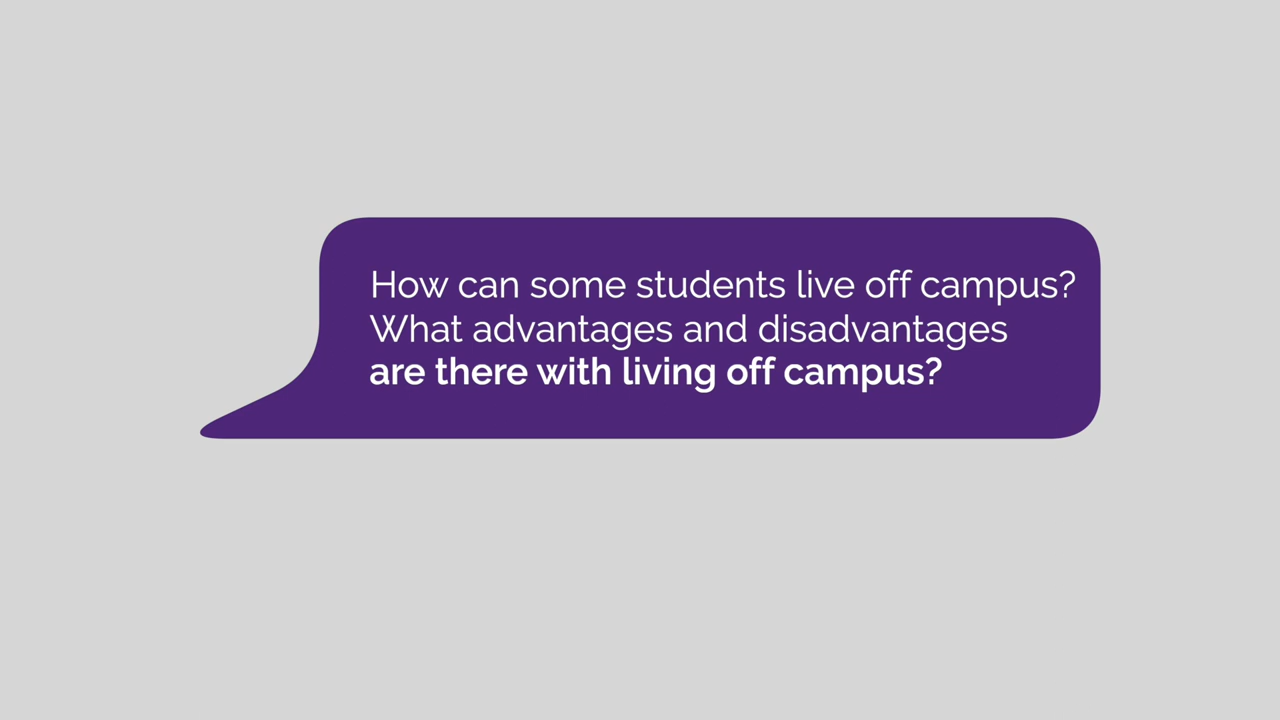 How can some students live off campus?
What advantages and disadvantages
are there with living off campus?